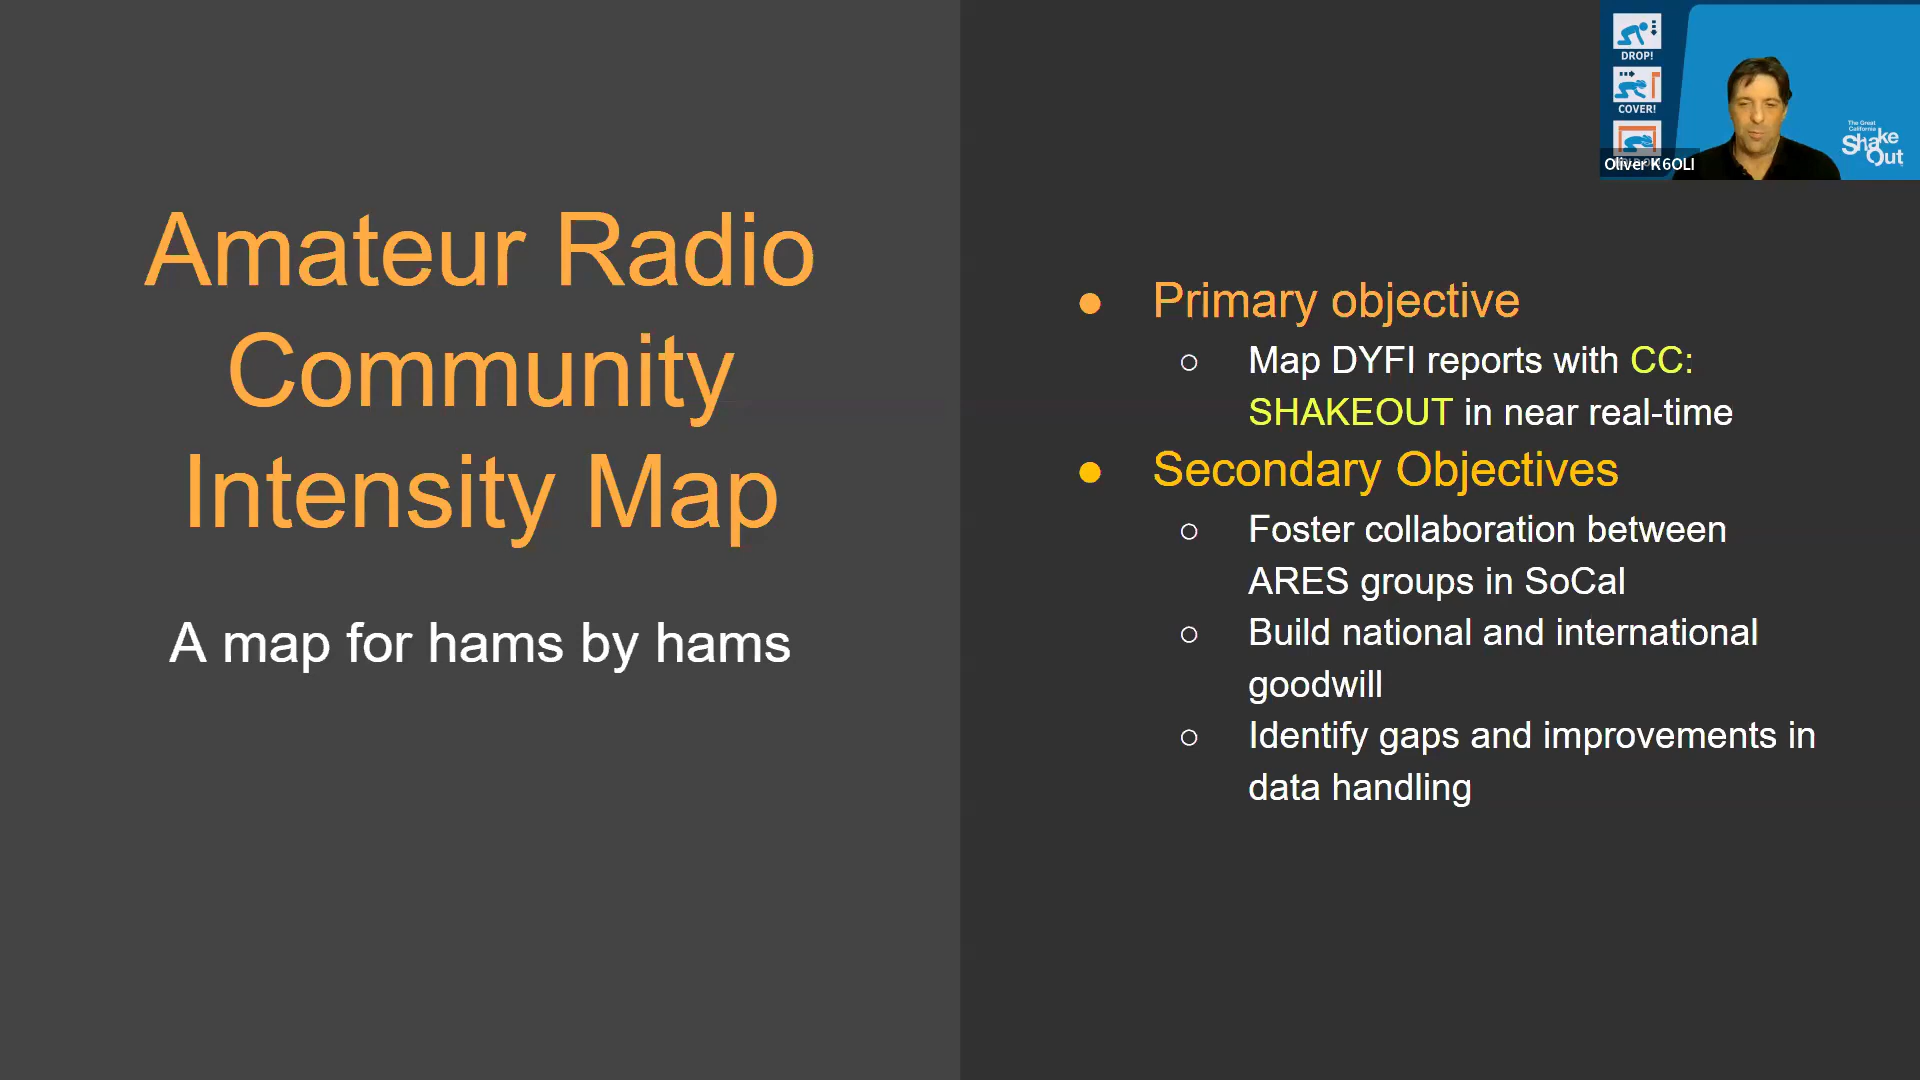 Amateur Radio
Community
Intensity Map
A map for hams by hams
● Primary objective
○ Map DYFI reports with CC:
SHAKEOUT in near real-time
● Secondary Objectives
○ Foster collaboration between
ARES groups in SoCal
○ Build national and international
goodwill
○ Identify gaps and improvements in
data handling
DROP!
COVER!
Oliver K6OLI
The Great
California
Shake
Out